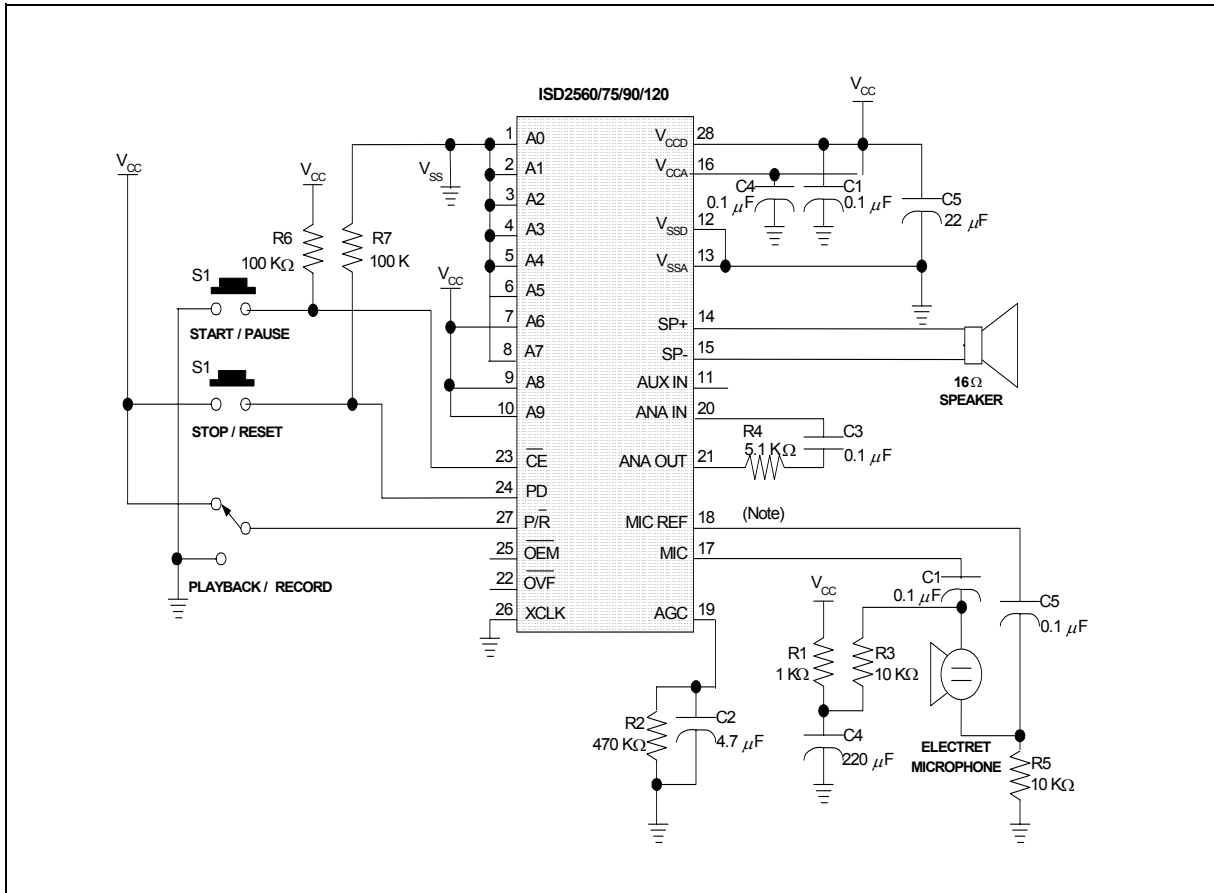 ISD2560/75/90/120
VCC
VCC
VCC
VSS
R6
100 KΩ
R7
100 K
S1
START / PAUSE
S1
STOP / RESET
VCC
PLAYBACK / RECORD
1 A0
2 A1
3 A2
4 A3
5 A4
6 A5
7 A6
8 A7
9 A8
10 A9
23 C̅E̅
24 PD
27 P/R̅
25 O̅E̅M̅
22 O̅V̅F̅
26 XCLK
VCCD 28
VCCA 16
VSSD 12
VSSA 13
SP+ 14
SP- 15
AUX IN 11
ANA IN 20
ANA OUT 21
MIC REF 18
MIC 17
AGC 19
C4
0.1 µF
C1
0.1 µF
C5
22 µF
16Ω
SPEAKER
R4
5.1 KΩ
C3
0.1 µF
(Note)
C1
0.1 µF
C5
0.1 µF
VCC
R1
1 KΩ
R3
10 KΩ
C4
220 µF
ELECTRET
MICROPHONE
R5
10 KΩ
R2
470 KΩ
C2
4.7 µF